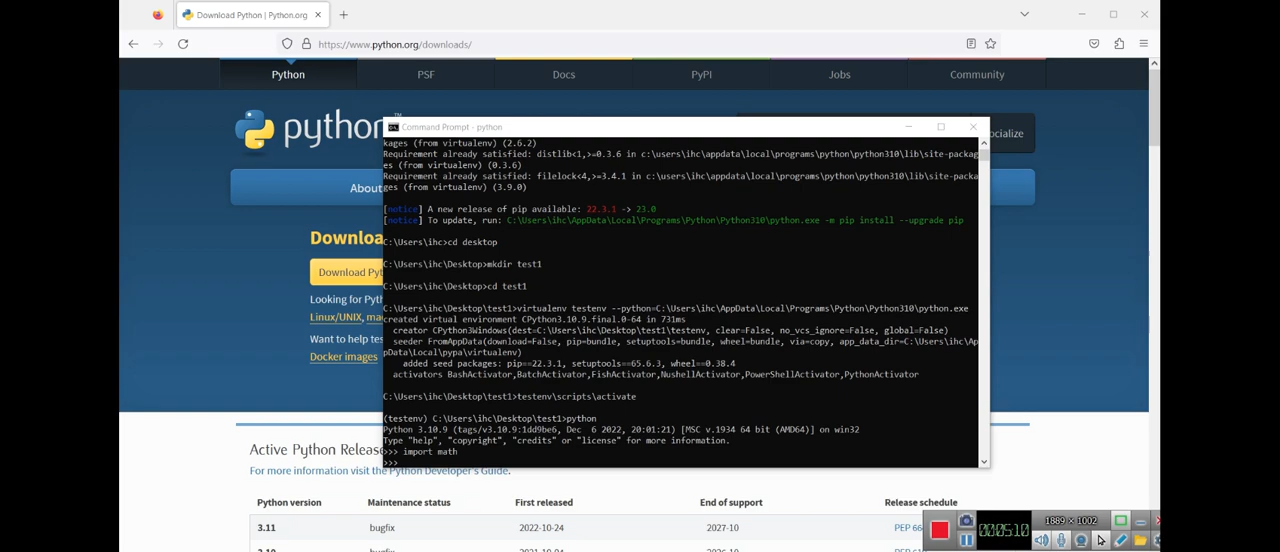 Download Python | Python.org
https://www.python.org/downloads/
Python
PSF
Docs
PyPI
Jobs
Community
python
TM
ocialize
About
Downloa
Download Pyt
Looking for Pyth
Linux/UNIX, mac
Want to help tes
Docker images
Command Prompt - python
kages (from virtualenv) (2.6.2)
Requirement already satisfied: distlib<1,>=0.3.6 in c:\users\ihc\appdata\local\programs\python\python310\lib\site-packag
es (from virtualenv) (0.3.6)
Requirement already satisfied: filelock<4,>=3.4.1 in c:\users\ihc\appdata\local\programs\python\python310\lib\site-packa
ges (from virtualenv) (3.9.0)
[notice] A new release of pip available: 22.3.1 -> 23.0
[notice] To update, run: C:\Users\ihc\AppData\Local\Programs\Python\Python310\python.exe -m pip install --upgrade pip
C:\Users\ihc>cd desktop
C:\Users\ihc\Desktop>mkdir test1
C:\Users\ihc\Desktop>cd test1
C:\Users\ihc\Desktop\test1>virtualenv testenv --python=C:\Users\ihc\AppData\Local\Programs\Python\Python310\python.exe
created virtual environment CPython3.10.9.final.0-64 in 731ms
creator CPython3Windows(dest=C:\Users\ihc\Desktop\test1\testenv, clear=False, no_vcs_ignore=False, global=False)
seeder FromAppData(download=False, pip=bundle, setuptools=bundle, wheel=bundle, via=copy, app_data_dir=C:\Users\ihc\Ap
pData\Local\pypa\virtualenv)
added seed packages: pip==22.3.1, setuptools==65.6.3, wheel==0.38.4
activators BashActivator,BatchActivator,FishActivator,NushellActivator,PowerShellActivator,PythonActivator
C:\Users\ihc\Desktop\test1>testenv\scripts\activate
(testenv) C:\Users\ihc\Desktop\test1>python
Python 3.10.9 (tags/v3.10.9:1dd9be6, Dec  6 2022, 20:01:21) [MSC v.1934 64 bit (AMD64)] on win32
Type "help", "copyright", "credits" or "license" for more information.
>>> import math
>>>
Active Python Release
For more information visit the Python Developer's Guide.
Python version
Maintenance status
First released
End of support
Release schedule
3.11
bugfix
2022-10-24
2027-10
PEP 66
1889 × 1002
00:05:10